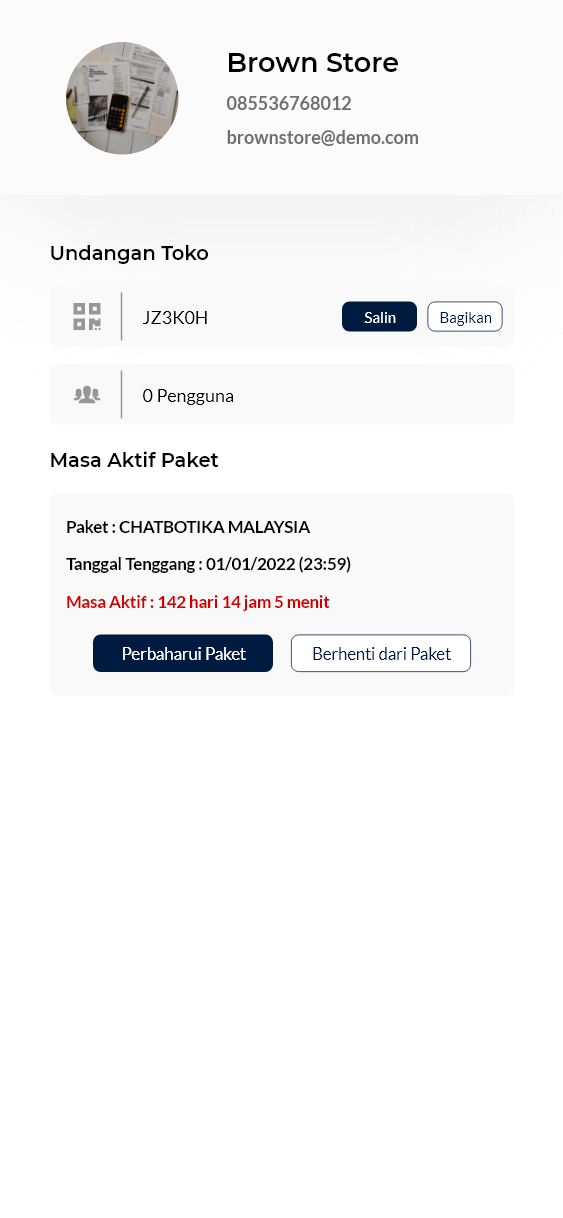 Brown Store
085536768012
brownstore@demo.com
Undangan Toko
JZ3K0H
Salin
Bagikan
0 Pengguna
Masa Aktif Paket
Paket : CHATBOTIKA MALAYSIA
Tanggal Tenggang : 01/01/2022 (23:59)
Masa Aktif : 142 hari 14 jam 5 menit
Perbaharui Paket
Berhenti dari Paket